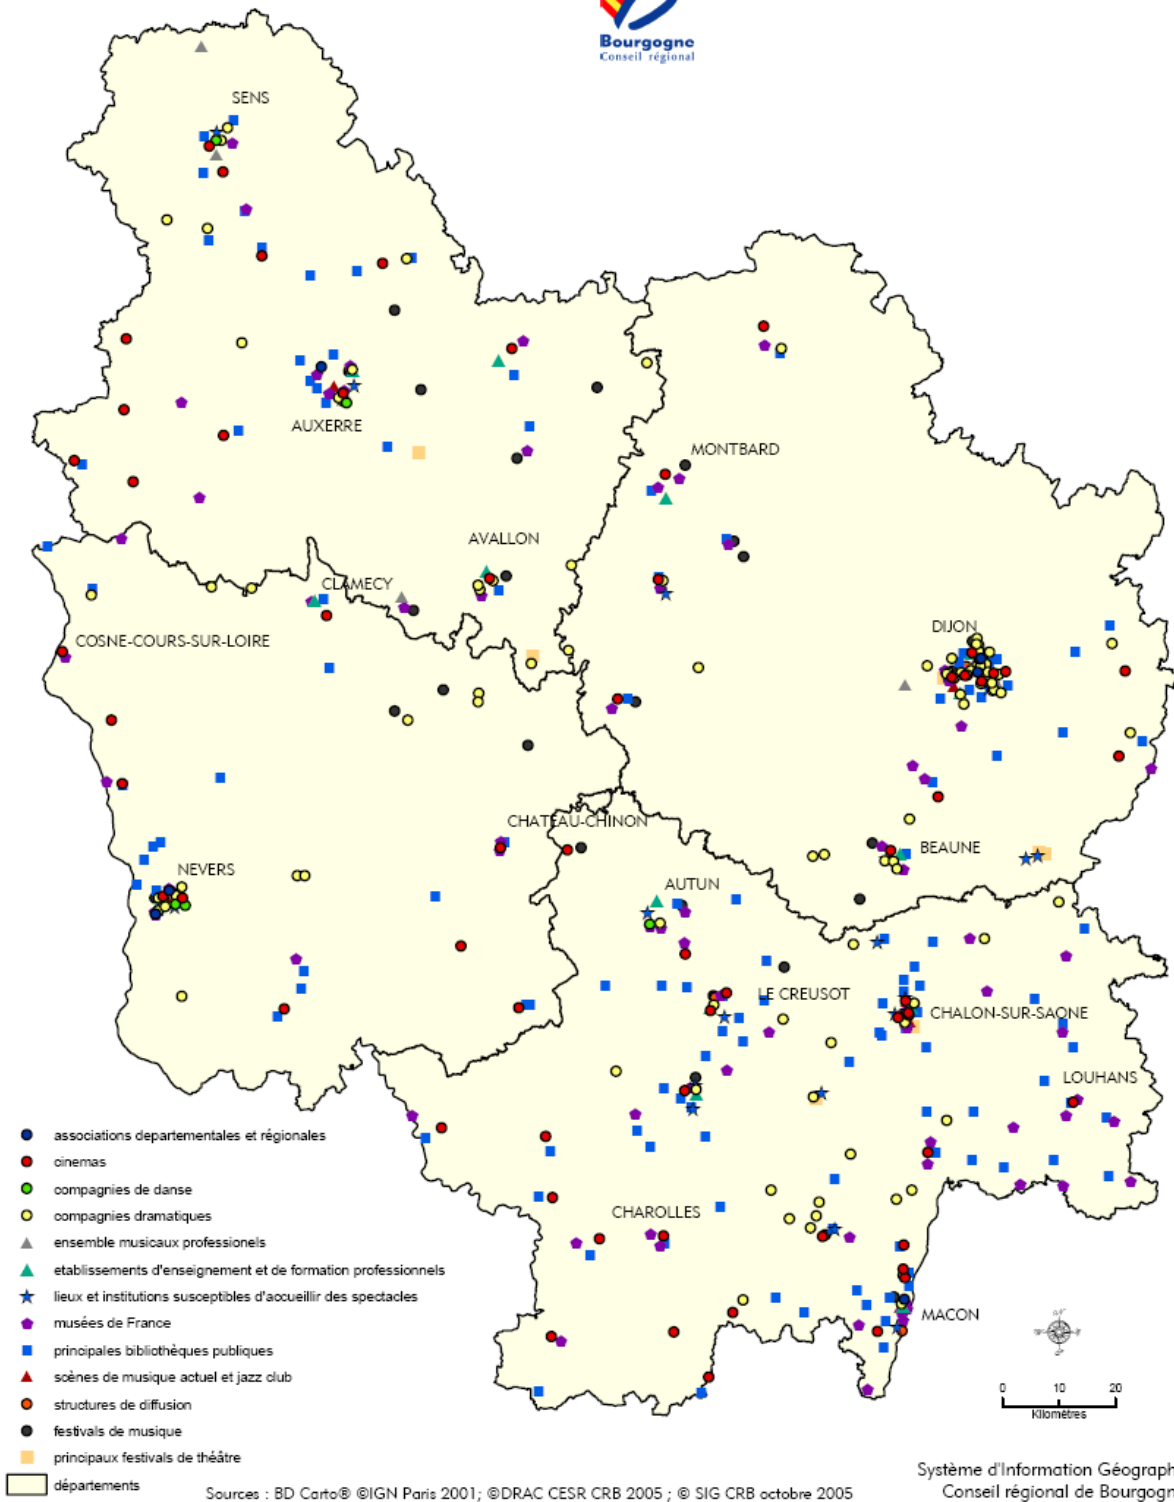 Bourgogne
Conseil régional
SENS
AUXERRE
MONTBARD
AVALLON
CLAMECY
DIJON
COSNE-COURS-SUR-LOIRE
CHATEAU-CHINON
BEAUNE
NEVERS
AUTUN
LE CREUSOT
CHALON-SUR-SAONE
LOUHANS
CHAROLLES
MACON
associations departementales et régionales
cinemas
compagnies de danse
compagnies dramatiques
ensemble musicaux professionels
etablissements d'enseignement et de formation professionnels
lieux et institutions susceptibles d'accueillir des spectacles
musées de France
principales bibliothèques publiques
scènes de musique actuel et jazz club
structures de diffusion
festivals de musique
principaux festivals de théâtre
départements
0 10 20
Kilomètres
Sources : BD Carto® ©IGN Paris 2001; ©DRAC CESR CRB 2005 ; © SIG CRB octobre 2005
Système d'Information Géograph
Conseil régional de Bourgogn